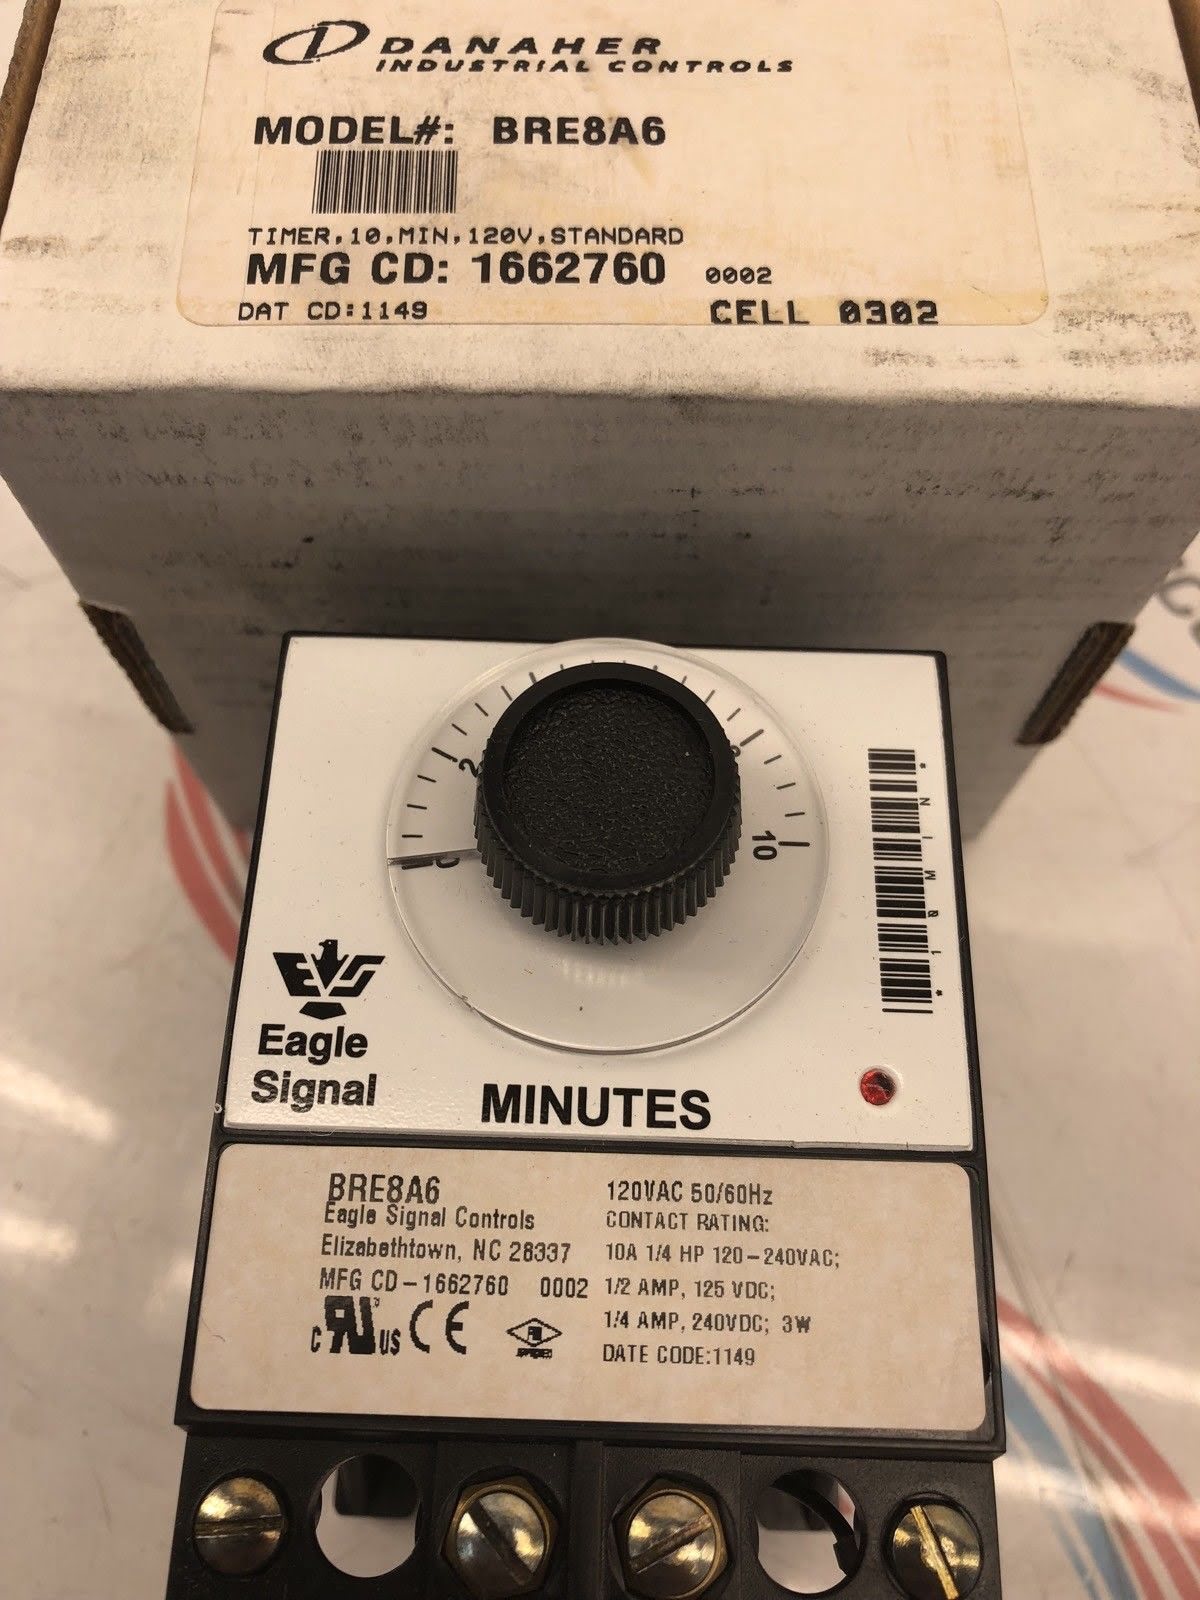 DANAHER
INDUSTRIAL CONTROLS
MODEL#: BRE8A6
TIMER,10,MIN,120V,STANDARD
MFG CD: 1662760 0002
DAT CD:1149
CELL 0302
0
2
8
10
*10MIN*
Eagle
Signal
MINUTES
BRE8A6
Eagle Signal Controls
Elizabethtown, NC 28337
MFG CD-1662760 0002
C US CE
120VAC 50/60Hz
CONTACT RATING:
10A 1/4 HP 120-240VAC;
1/2 AMP, 125 VDC;
1/4 AMP, 240VDC; 3W
DATE CODE:1149